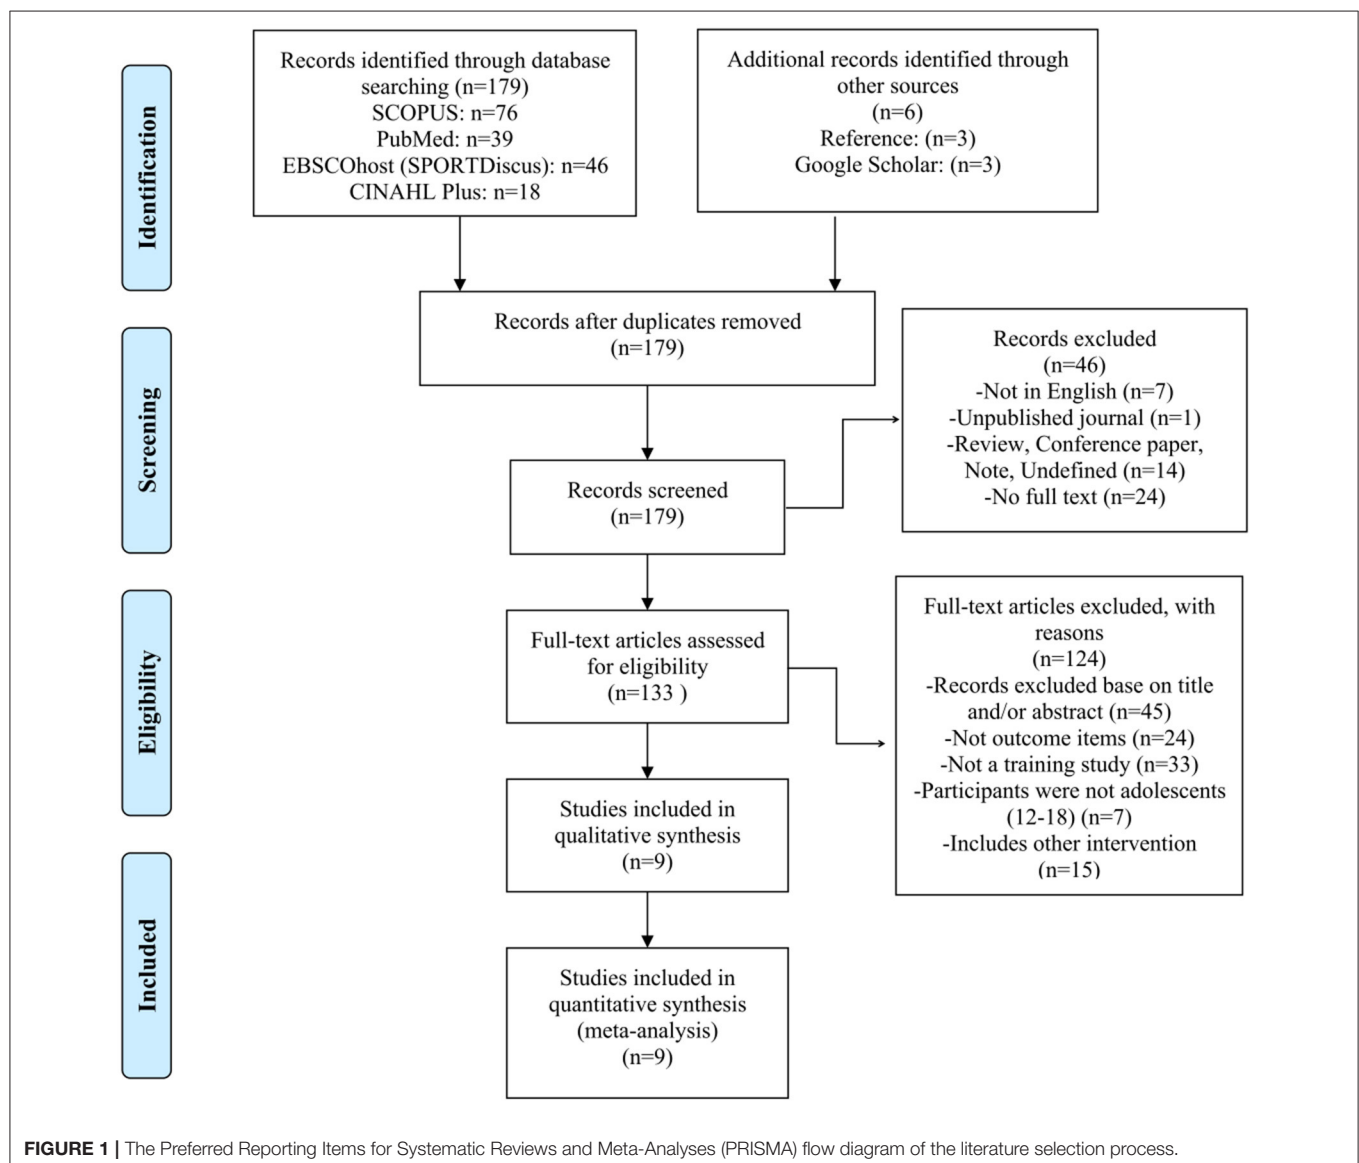 Identification
Records identified through database
searching (n=179)
SCOPUS: n=76
PubMed: n=39
EBSCOhost (SPORTDiscus): n=46
CINAHL Plus: n=18
Additional records identified through
other sources
(n=6)
Reference: (n=3)
Google Scholar: (n=3)
Records after duplicates removed
(n=179)
Screening
Records screened
(n=179)
Records excluded
(n=46)
-Not in English (n=7)
-Unpublished journal (n=1)
-Review, Conference paper,
Note, Undefined (n=14)
-No full text (n=24)
Eligibility
Full-text articles assessed
for eligibility
(n=133 )
Full-text articles excluded, with
reasons
(n=124)
-Records excluded base on title
and/or abstract (n=45)
-Not outcome items (n=24)
-Not a training study (n=33)
-Participants were not adolescents
(12-18) (n=7)
-Includes other intervention
(n=15)
Studies included in
qualitative synthesis
(n=9)
Included
Studies included in
quantitative synthesis
(meta-analysis)
(n=9)
FIGURE 1 | The Preferred Reporting Items for Systematic Reviews and Meta-Analyses (PRISMA) flow diagram of the literature selection process.